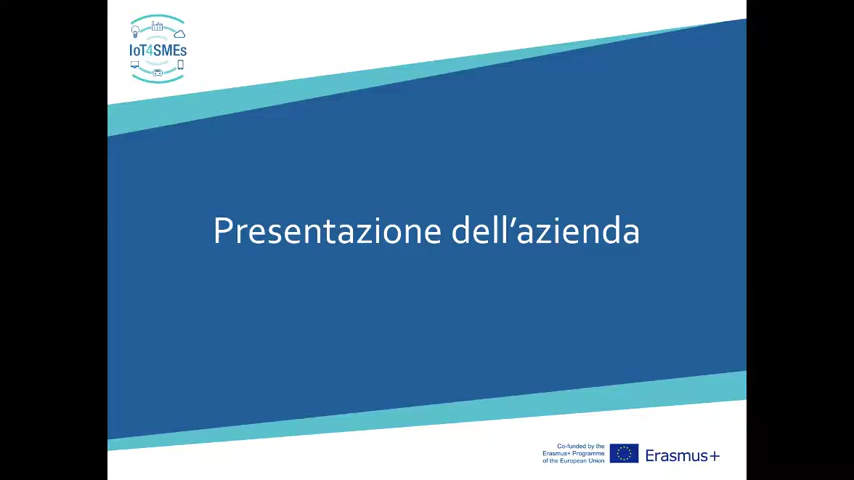 IoT4SMEs
Presentazione dell’azienda
Co-funded by the
Erasmus+ Programme
of the European Union
Erasmus+